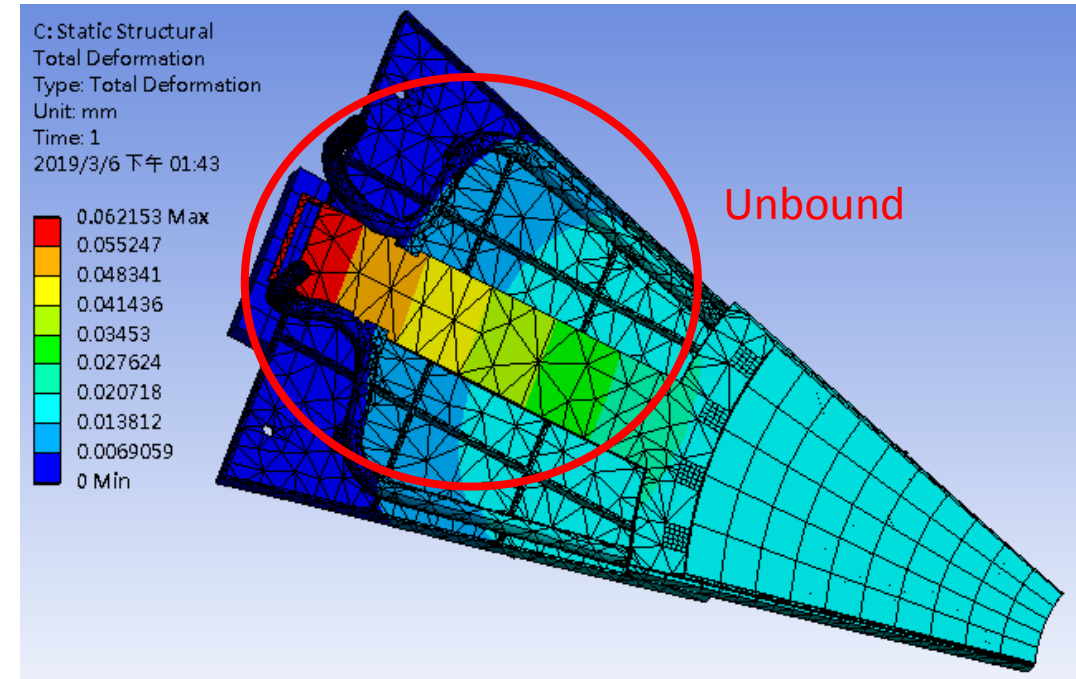 C: Static Structural
Total Deformation
Type: Total Deformation
Unit: mm
Time: 1
2019/3/6 下午 01:43
0.062153 Max
0.055247
0.048341
0.041436
0.03453
0.027624
0.020718
0.013812
0.0069059
0 Min
Unbound